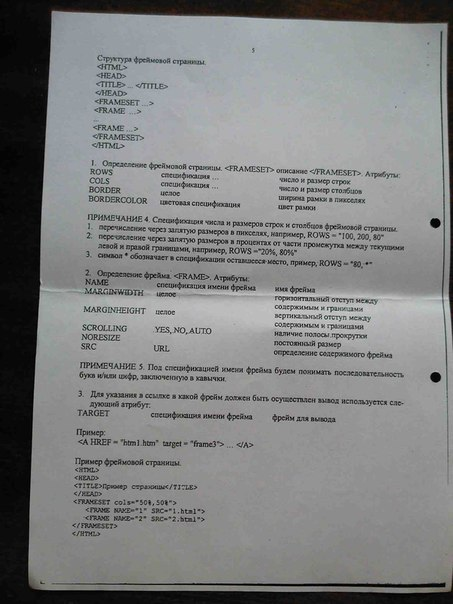 5
Структура фреймовой страницы.
<HTML>
<HEAD>
<TITLE> ... </TITLE>
</HEAD>
<FRAMESET ...>
<FRAME ...>
...
<FRAME ...>
</FRAMESET>
</HTML>
1. Определение фреймовой страницы. <FRAMESET> описание </FRAMESET>. Атрибуты:
ROWS спецификация ... число и размер строк
COLS спецификация ... число и размер столбцов
BORDER целое ширина рамки в пикселях
BORDERCOLOR цветовая спецификация цвет рамки
ПРИМЕЧАНИЕ 4. Спецификация числа и размеров строк и столбцов фреймовой страницы.
1. перечисление через запятую размеров в пикселях, например, ROWS = "100, 200, 80"
2. перечисление через запятую размеров в процентах от части промежутка между текущими
левой и правой границами, например, ROWS ="20%, 80%"
3. символ * обозначает в спецификации оставшееся место, пример, ROWS = "80, *"
2. Определение фрейма. <FRAME>. Атрибуты:
NAME спецификация имени фрейма имя фрейма
MARGINWIDTH целое горизонтальный отступ между
содержимым и границами
MARGINHEIGHT целое вертикальный отступ между
содержимым и границами
SCROLLING YES, NO, AUTO наличие полосы прокрутки
NORESIZE постоянный размер
SRC URL определение содержимого фрейма
ПРИМЕЧАНИЕ 5. Под спецификацией имени фрейма будем понимать последовательность
букв и/или цифр, заключенную в кавычки.
3. Для указания в ссылке в какой фрейм должен быть осуществлен вывод используется сле-
дующий атрибут:
TARGET спецификация имени фрейма фрейм для вывода
Пример:
<A HREF = "htm1.htm" target = "frame3"> ... </A>
Пример фреймовой страницы.
<HTML>
<HEAD>
<TITLE>Пример страницы</TITLE>
</HEAD>
<FRAMESET cols="50%,50%">
<FRAME NAME="1" SRC="1.html">
<FRAME NAME="2" SRC="2.html">
</FRAMESET>
</HTML>